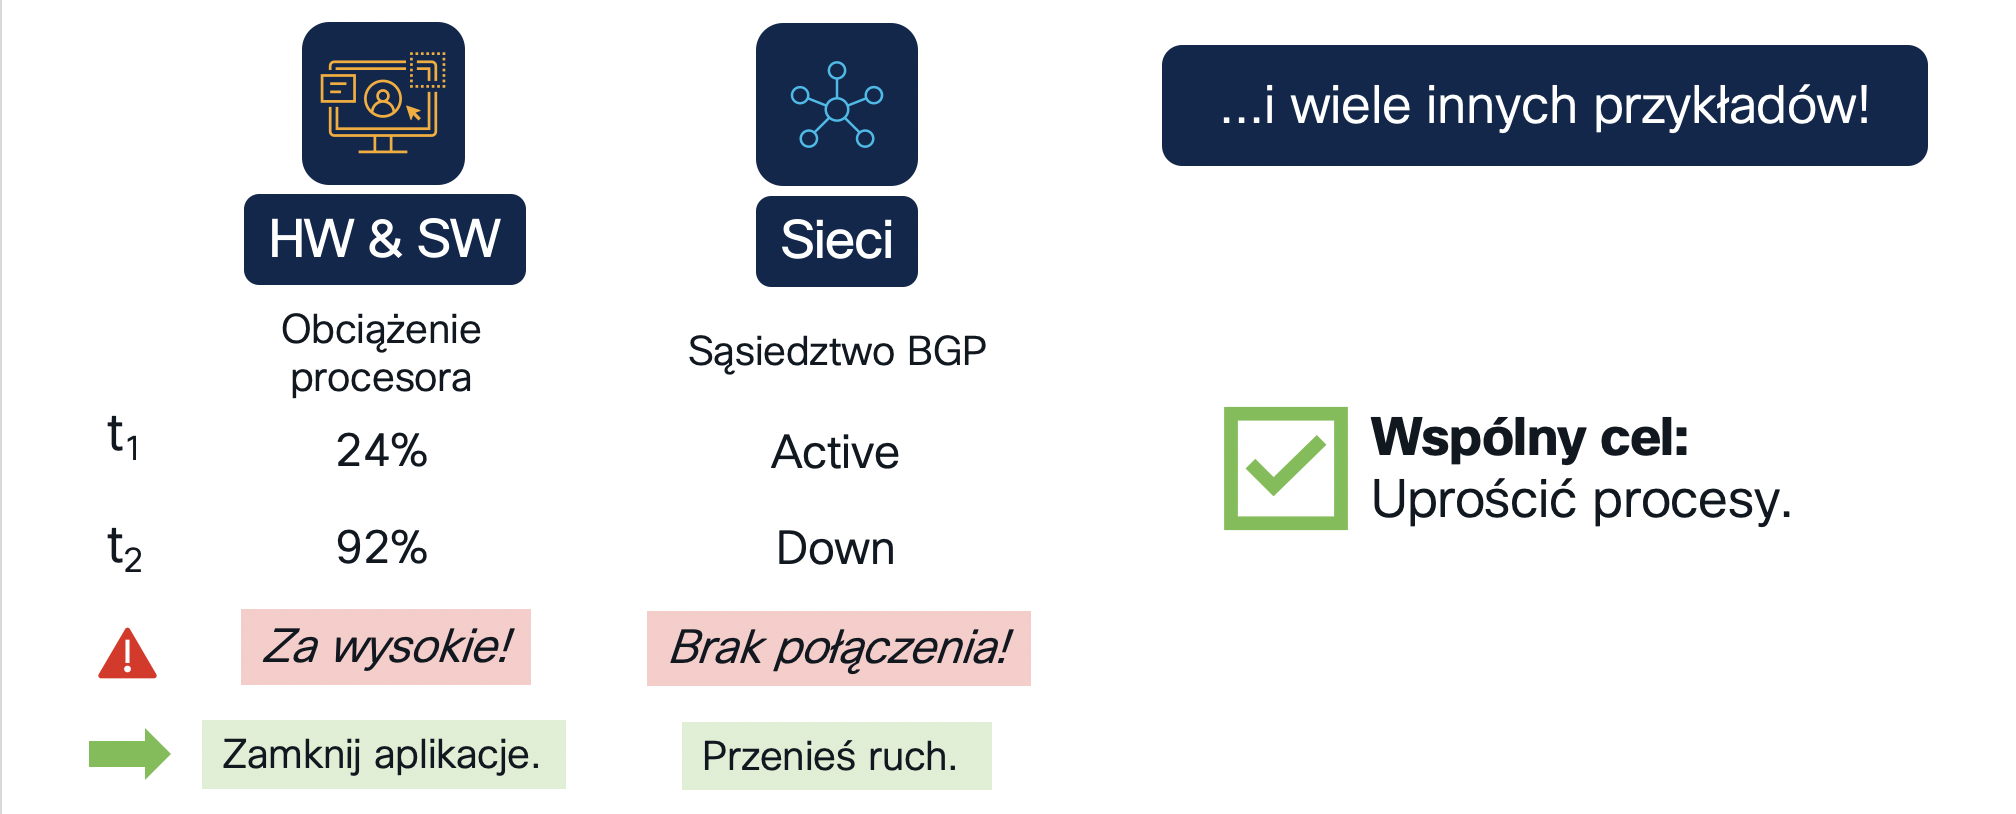 HW & SW
Sieci
...i wiele innych przykładów!
Obciążenie
procesora
Sąsiedztwo BGP
t1
24%
Active
Wspólny cel:
Uprościć procesy.
t2
92%
Down
Za wysokie!
Brak połączenia!
Zamknij aplikacje.
Przenieś ruch.